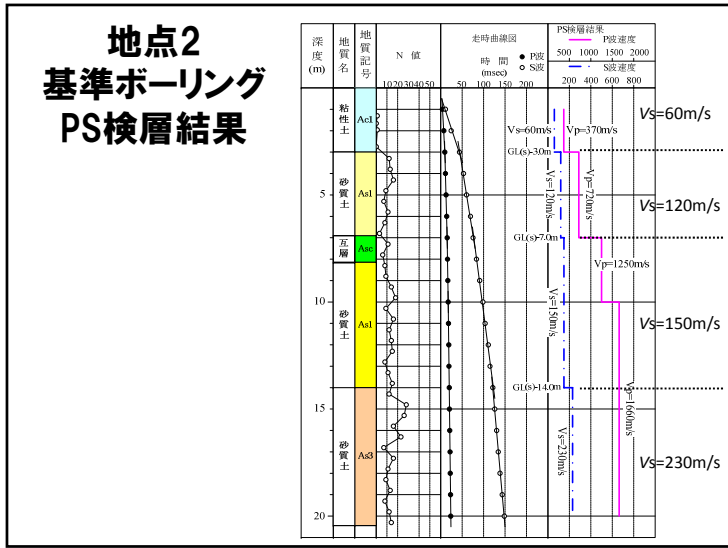 地点2
基準ボーリング
PS検層結果
深度(m)
地質名
地質記号
N 値
10 20 30 40 50
走時曲線図
時 間
(msec)
● P波
○ S波
50 100 150 200
PS検層結果
P波速度
500 1000 1500 2000
S波速度
200 400 600 800
粘性土
Ac1
砂質土
As1
互層
Asc
砂質土
As1
砂質土
As3
5
10
15
20
Vs=60m/s
Vp=370m/s
GL(s)-3.0m
Vs=120m/s
Vp=720m/s
GL(s)-7.0m
Vp=1250m/s
Vs=150m/s
GL(s)-14.0m
Vp=1660m/s
Vs=230m/s
Vs=60m/s
Vs=120m/s
Vs=150m/s
Vs=230m/s